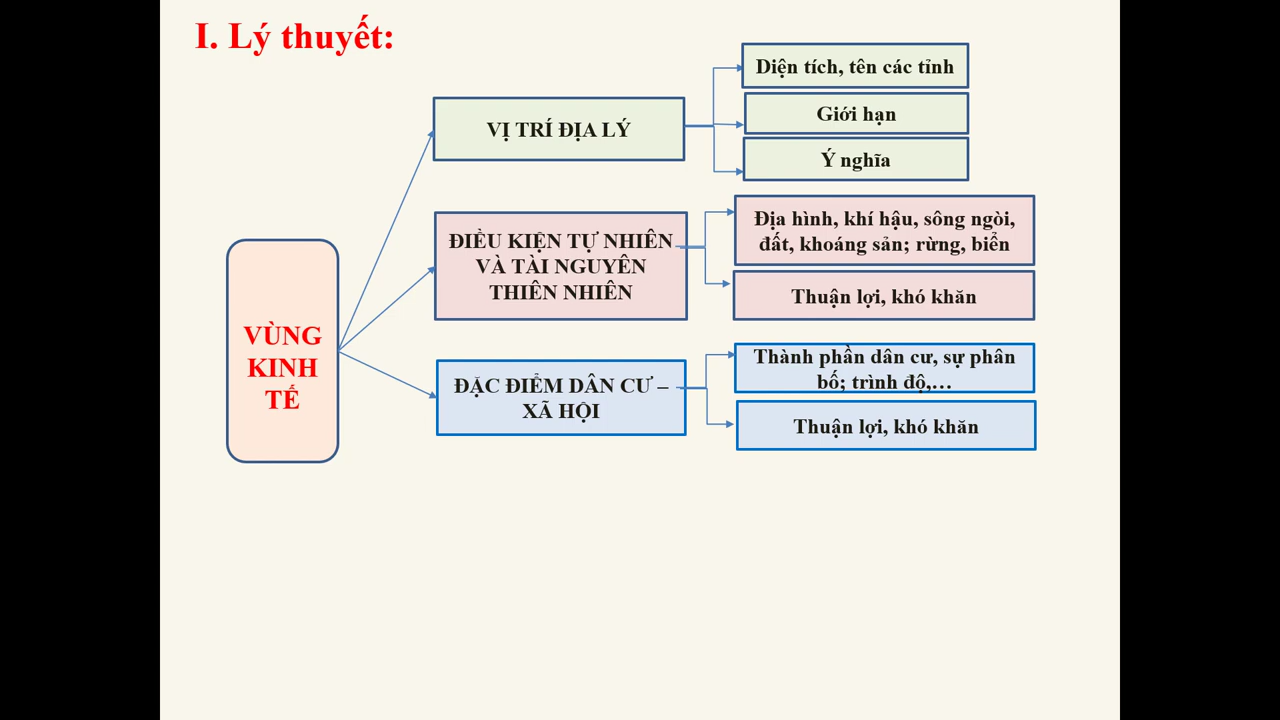 I. Lý thuyết:
VÙNG
KINH
TẾ
VỊ TRÍ ĐỊA LÝ
Diện tích, tên các tỉnh
Giới hạn
Ý nghĩa
ĐIỀU KIỆN TỰ NHIÊN
VÀ TÀI NGUYÊN
THIÊN NHIÊN
Địa hình, khí hậu, sông ngòi,
đất, khoáng sản; rừng, biển
Thuận lợi, khó khăn
ĐẶC ĐIỂM DÂN CƯ –
XÃ HỘI
Thành phần dân cư, sự phân
bố; trình độ,…
Thuận lợi, khó khăn